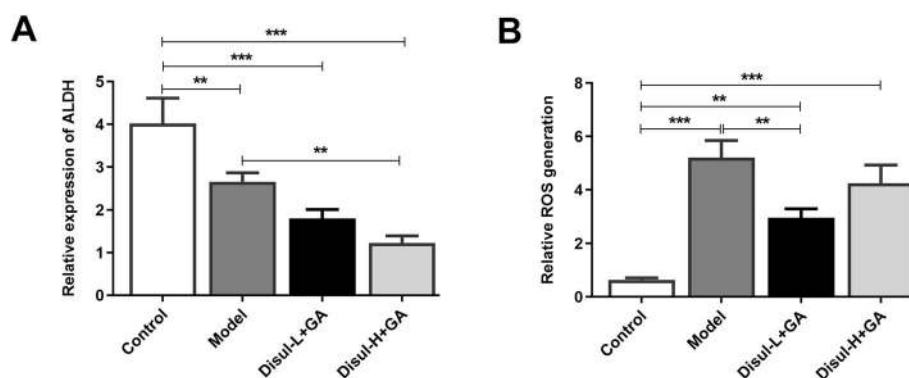 A
***
***
**
**
Relative expression of ALDH
5
4
3
2
1
0
Control
Model
Disul-L+GA
Disul-H+GA
B
***
**
***
**
Relative ROS generation
8
6
4
2
0
Control
Model
Disul-L+GA
Disul-H+GA